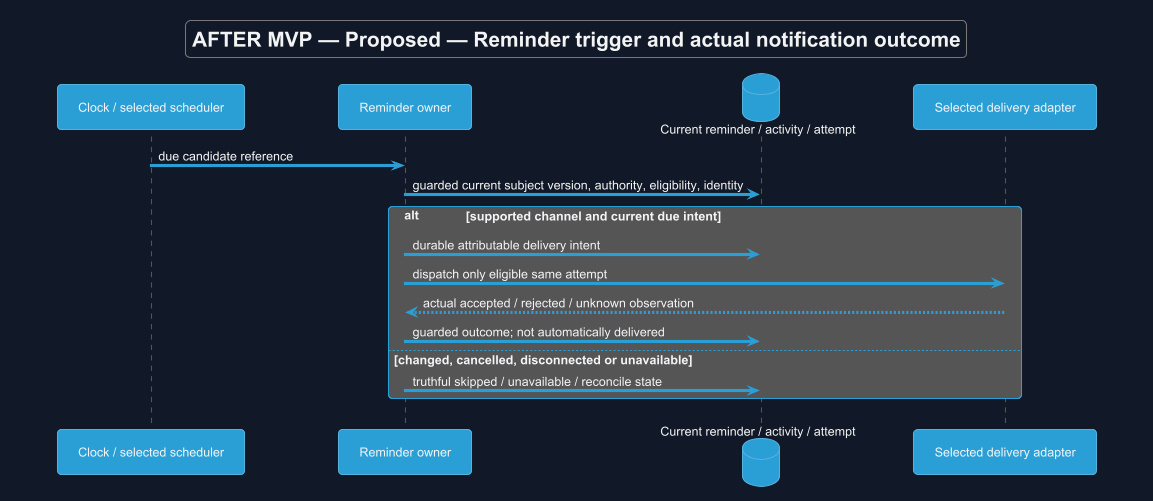 AFTER MVP — Proposed — Reminder trigger and actual notification outcome
Clock / selected scheduler
Reminder owner
Current reminder / activity / attempt
Selected delivery adapter
due candidate reference
guarded current subject version, authority, eligibility, identity
alt
[supported channel and current due intent]
durable attributable delivery intent
dispatch only eligible same attempt
actual accepted / rejected / unknown observation
guarded outcome; not automatically delivered
[changed, cancelled, disconnected or unavailable]
truthful skipped / unavailable / reconcile state
Clock / selected scheduler
Reminder owner
Current reminder / activity / attempt
Selected delivery adapter